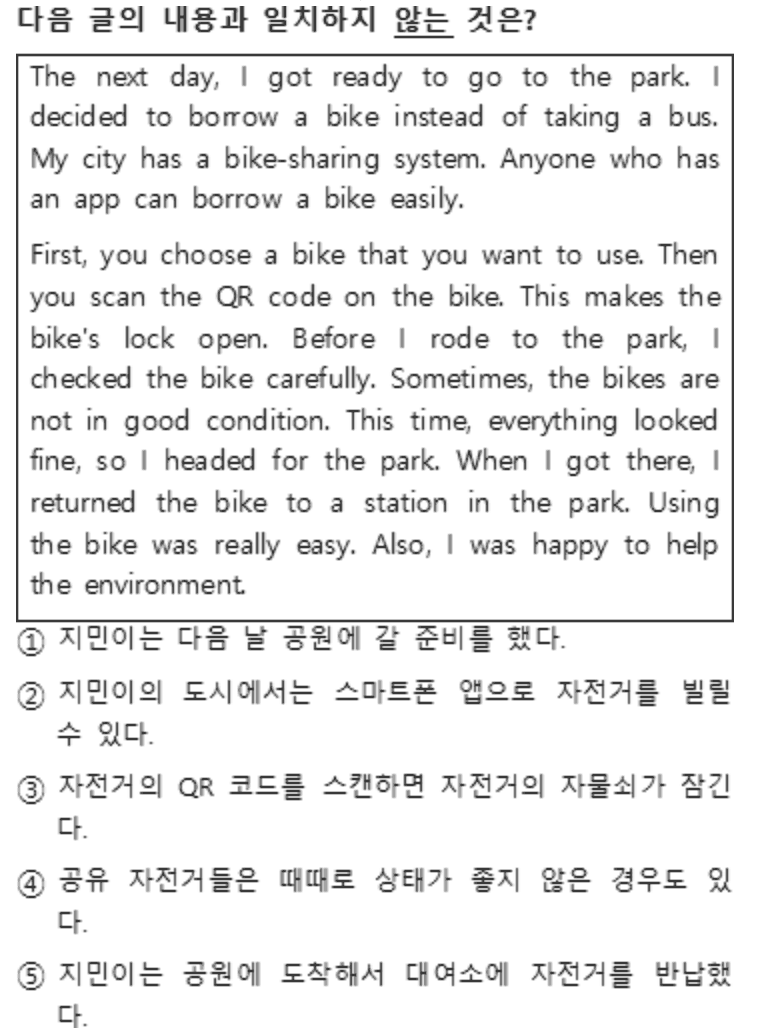 다음 글의 내용과 일치하지 않는 것은?
The next day, I got ready to go to the park. I
decided to borrow a bike instead of taking a bus.
My city has a bike-sharing system. Anyone who has
an app can borrow a bike easily.
First, you choose a bike that you want to use. Then
you scan the QR code on the bike. This makes the
bike's lock open. Before I rode to the park, I
checked the bike carefully. Sometimes, the bikes are
not in good condition. This time, everything looked
fine, so I headed for the park. When I got there, I
returned the bike to a station in the park. Using
the bike was really easy. Also, I was happy to help
the environment.
① 지민이는 다음 날 공원에 갈 준비를 했다.
② 지민이의 도시에서는 스마트폰 앱으로 자전거를 빌릴
수 있다.
③ 자전거의 QR 코드를 스캔하면 자전거의 자물쇠가 잠긴
다.
④ 공유 자전거들은 때때로 상태가 좋지 않은 경우도 있
다.
⑤ 지민이는 공원에 도착해서 대여소에 자전거를 반납했
다.